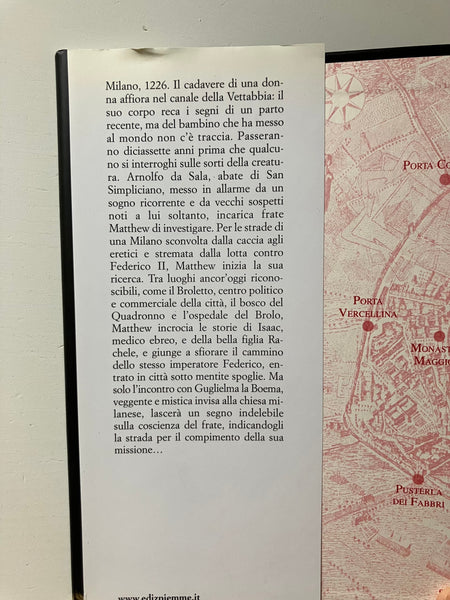 Milano, 1226. Il cadavere di una don-
na affiora nel canale della Vettabbia: il
suo corpo reca i segni di un parto
recente, ma del bambino che ha messo
al mondo non c'è traccia. Passeran-
no diciassette anni prima che qualcu-
no si interroghi sulle sorti della creatu-
ra. Arnolfo da Sala, abate di San
Simpliciano, messo in allarme da un
sogno ricorrente e da vecchi sospetti
noti a lui soltanto, incarica frate
Matthew di investigare. Per le strade di
una Milano sconvolta dalla caccia agli
eretici e stremata dalla lotta contro
Federico II, Matthew inizia la sua
ricerca. Tra luoghi ancor'oggi ricono-
scibili, come il Broletto, centro politico
e commerciale della città, il bosco del
Quadronno e l'ospedale del Brolo,
Matthew incrocia le storie di Isaac,
medico ebreo, e della bella figlia Ra-
chele, e giunge a sfiorare il cammino
dello stesso imperatore Federico, en-
trato in città sotto mentite spoglie. Ma
solo l'incontro con Guglielma la Boema,
veggente e mistica invisa alla chiesa mi-
lanese, lascerà un segno indelebile
sulla coscienza del frate, indicandogli
la strada per il compimento della sua
missione…
www.edizpiemme.it
PORTA CO
PORTA
VERCELLINA
MONAST
MAGGIO
PUSTERLA
DEI FABBRI